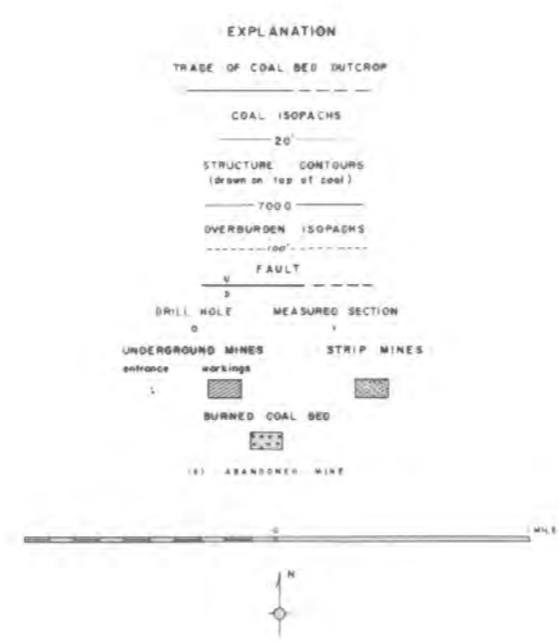 EXPLANATION
TRACE OF COAL BED OUTCROP
COAL ISOPACHS
20'
STRUCTURE CONTOURS
(drawn on top of coal)
7000
OVERBURDEN ISOPACHS
100'
FAULT
U
D
DRILL HOLE MEASURED SECTION
UNDERGROUND MINES STRIP MINES
entrance workings
BURNED COAL BED
ABANDONED MINE
0 1 MILE
N